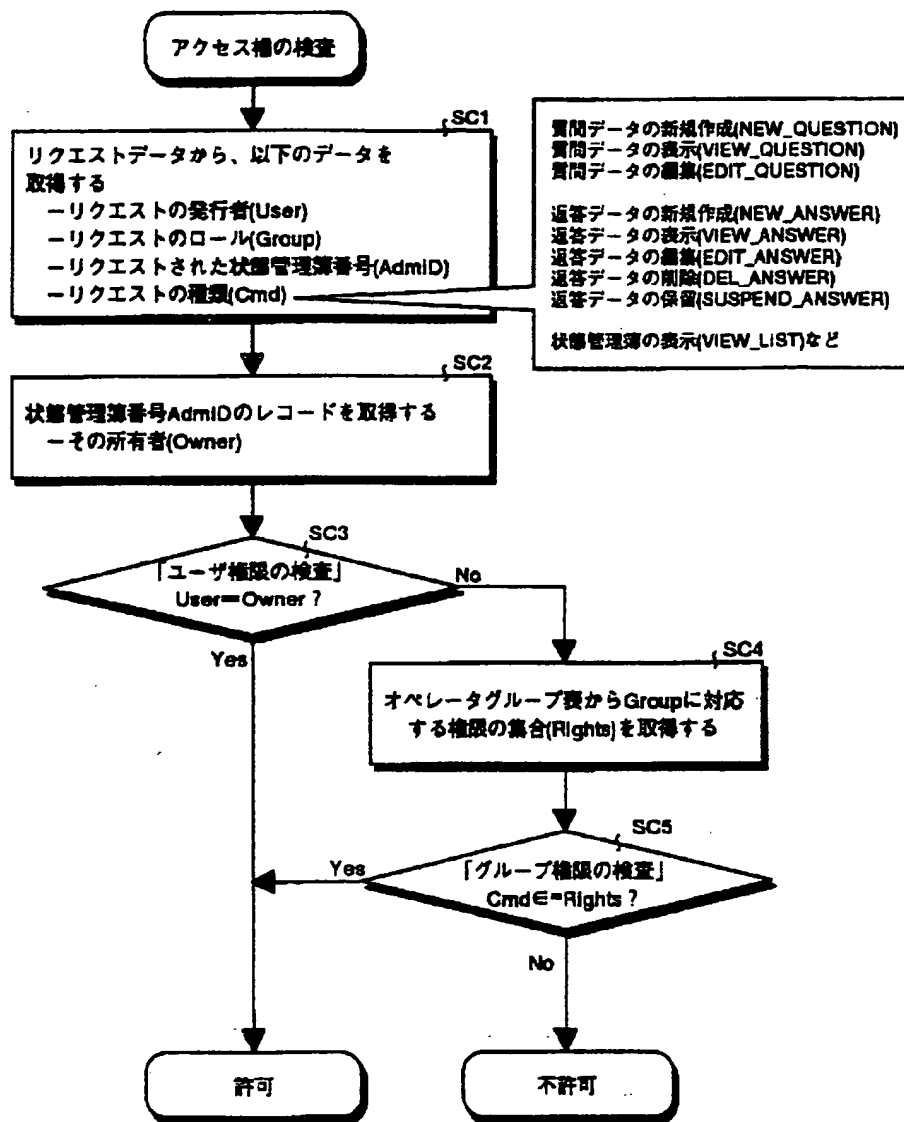 アクセス権の検査
SC1
リクエストデータから、以下のデータを
取得する
ーリクエストの発行者(User)
ーリクエストのロール(Group)
ーリクエストされた状態管理簿番号(AdmID)
ーリクエストの種類(Cmd)
質問データの新規作成(NEW_QUESTION)
質問データの表示(VIEW_QUESTION)
質問データの編集(EDIT_QUESTION)
返答データの新規作成(NEW_ANSWER)
返答データの表示(VIEW_ANSWER)
返答データの編集(EDIT_ANSWER)
返答データの削除(DEL_ANSWER)
返答データの保留(SUSPEND_ANSWER)
状態管理簿の表示(VIEW_LIST)など
SC2
状態管理簿番号AdmIDのレコードを取得する
ーその所有者(Owner)
SC3
「ユーザ権限の検査」
User==Owner ?
No
Yes
SC4
オペレータグループ表からGroupに対応
する権限の集合(Rights)を取得する
SC5
「グループ権限の検査」
Cmd∈=Rights ?
Yes
No
許可
不許可